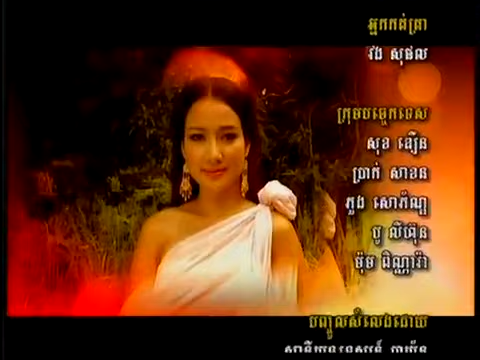 អ្នកកត់ត្រា
វង សុផល
ក្រុមបច្ចេកទេស
សុខ ឌឿន
ប្រាក់ សាខន
ភួង សោភ័ណ្ឌ
ប៊ូ លីហ៊ុន
ម៉ុម ពិណ្ណារ៉ា
បញ្ចូលសំលេងដោយ